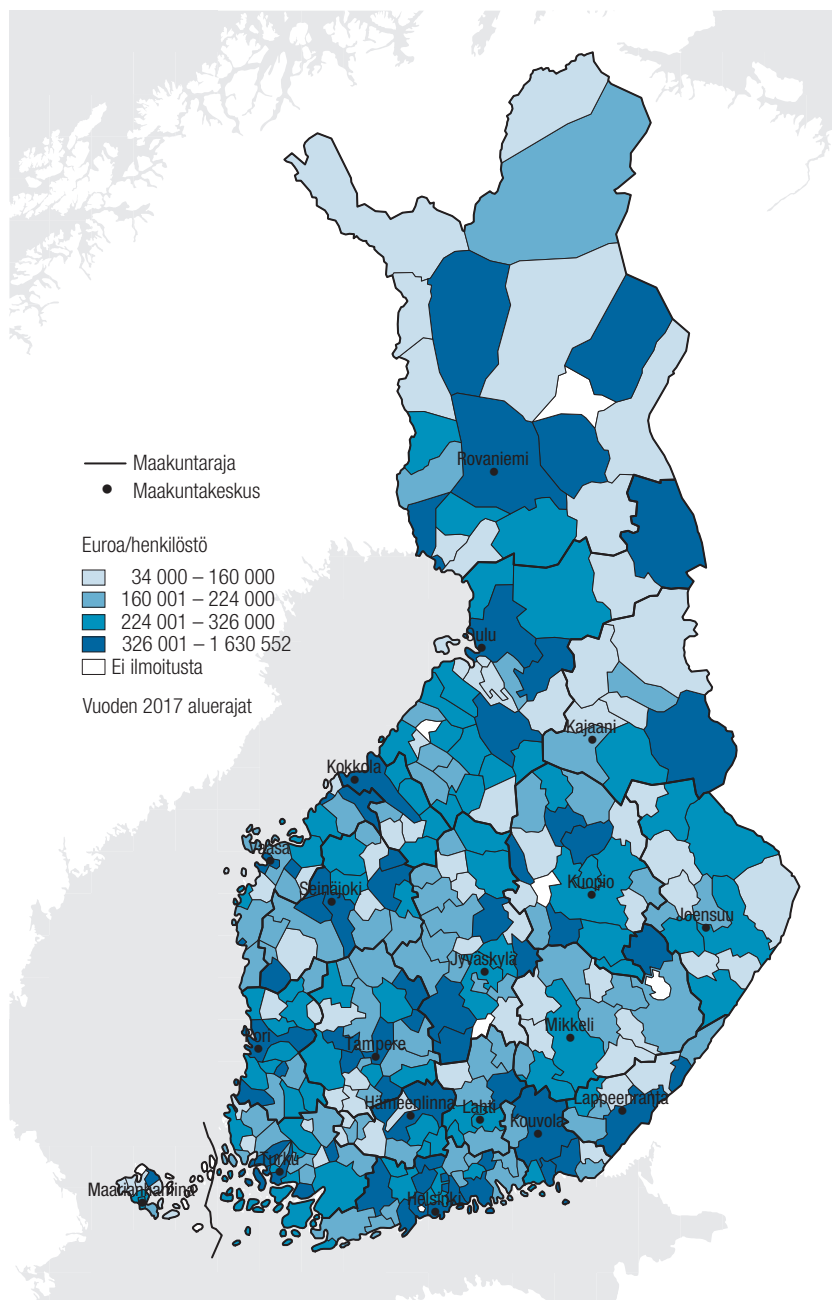 Rovaniemi
Maakuntaraja
Maakuntakeskus
Euroa/henkilöstö
34 000 – 160 000
160 001 – 224 000
224 001 – 326 000
326 001 – 1 630 552
Ei ilmoitusta
Vuoden 2017 aluerajat
Oulu
Kajaani
Kokkola
Vaasa
Seinäjoki
Kuopio
Joensuu
Jyväskylä
Mikkeli
Pori
Tampere
Hämeenlinna
Lahti
Lappeenranta
Kouvola
Turku
Maarianhamina
Helsinki